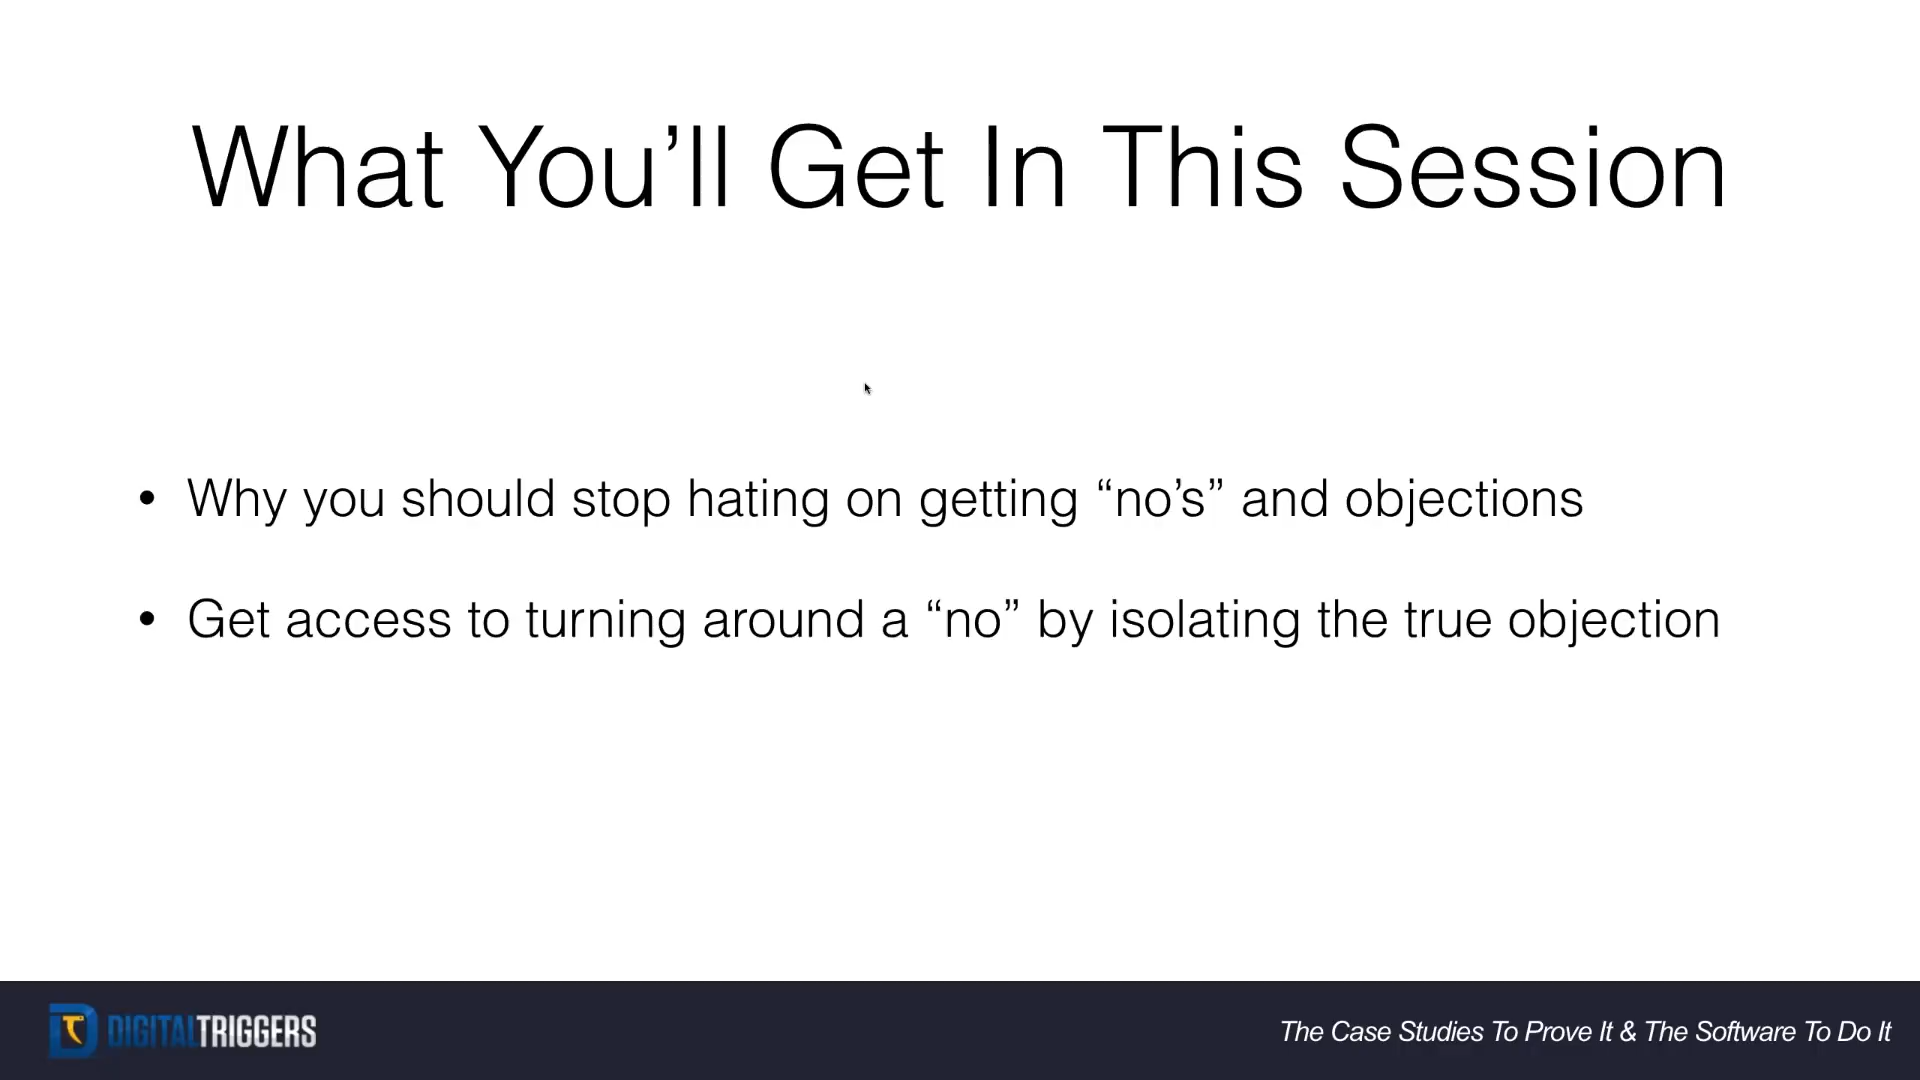 What You’ll Get In This Session
• Why you should stop hating on getting “no’s” and objections
• Get access to turning around a “no” by isolating the true objection
DIGITALTRIGGERS
The Case Studies To Prove It & The Software To Do It